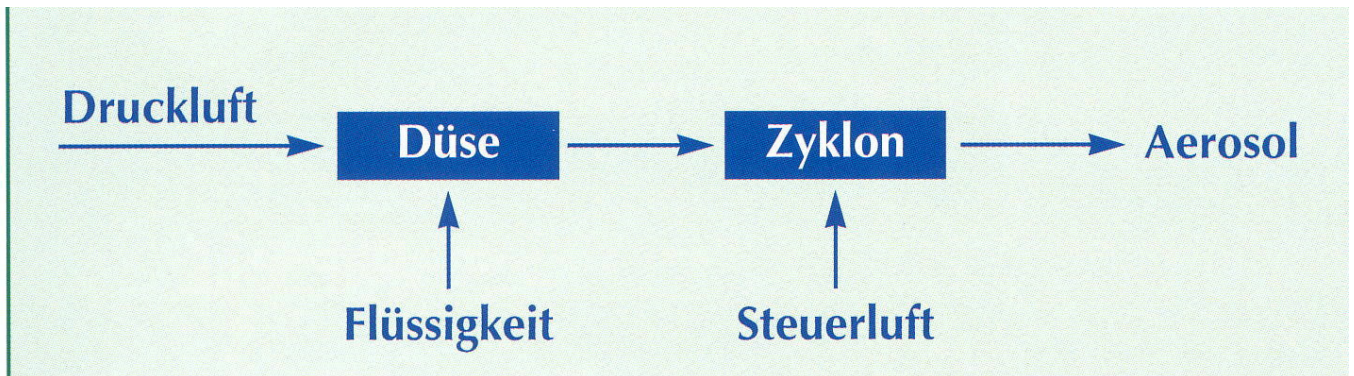 Druckluft
Düse
Zyklon
Aerosol
Flüssigkeit
Steuerluft